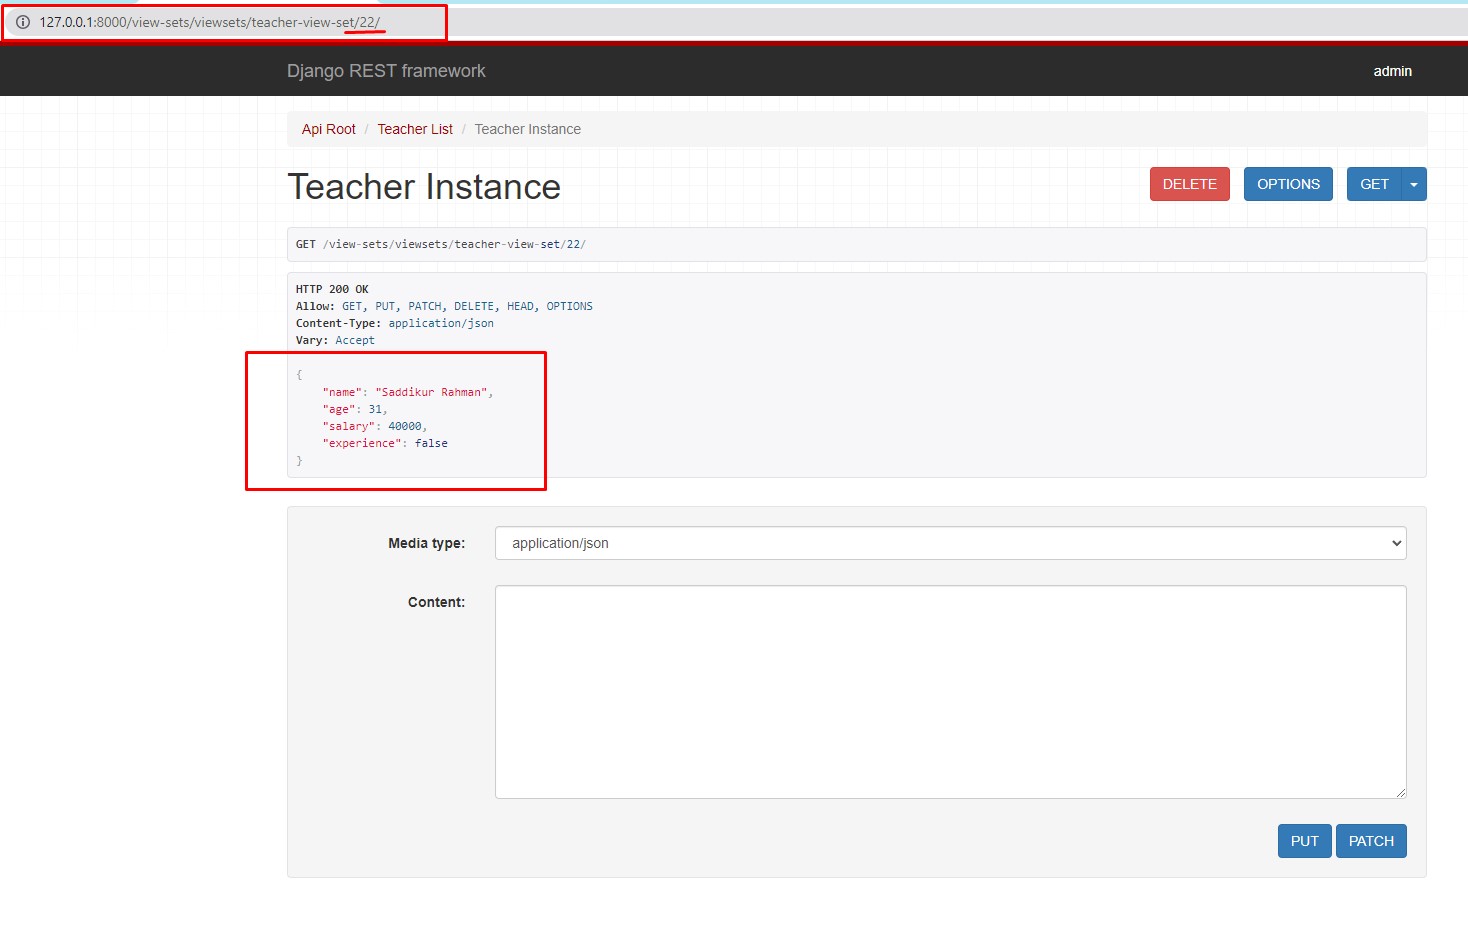 127.0.0.1:8000/view-sets/viewsets/teacher-view-set/22/
Django REST framework
admin
Api Root / Teacher List / Teacher Instance
Teacher Instance
DELETE
OPTIONS
GET
GET /view-sets/viewsets/teacher-view-set/22/
HTTP 200 OK
Allow: GET, PUT, PATCH, DELETE, HEAD, OPTIONS
Content-Type: application/json
Vary: Accept
{
"name": "Saddikur Rahman",
"age": 31,
"salary": 40000,
"experience": false
}
Media type:
application/json
Content:
PUT
PATCH